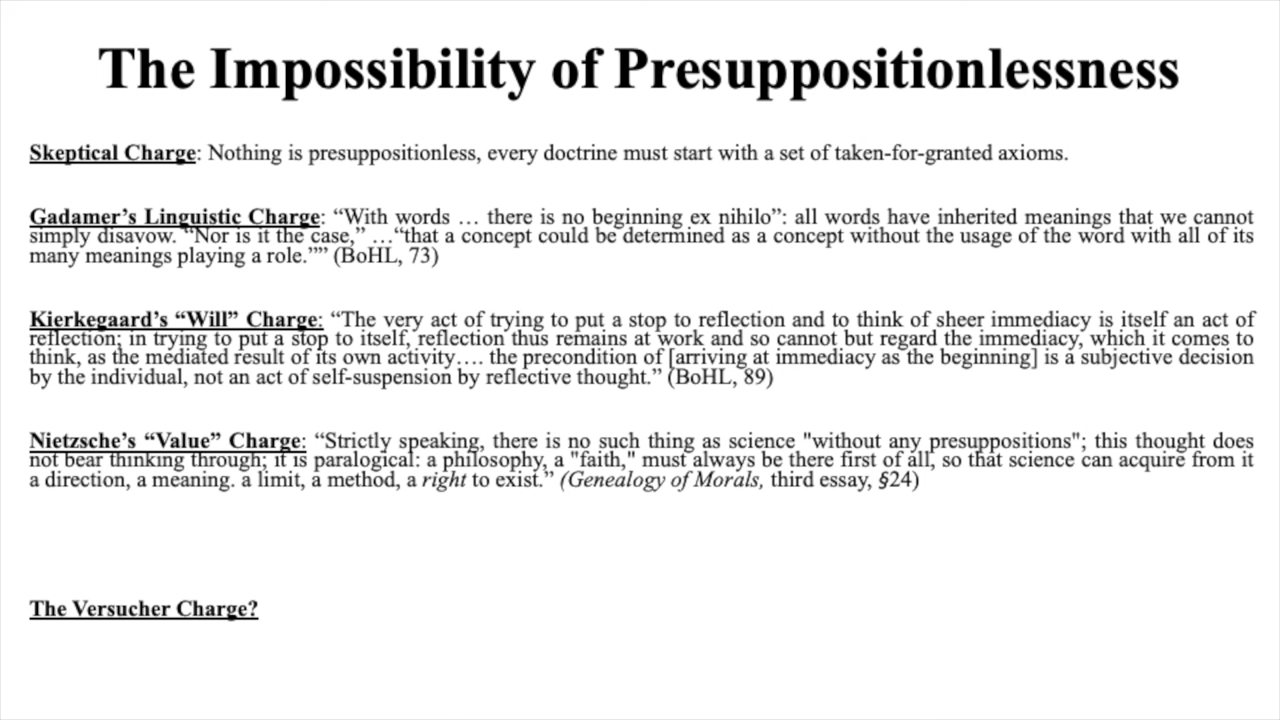 The Impossibility of Presuppositionlessness
Skeptical Charge: Nothing is presuppositionless, every doctrine must start with a set of taken-for-granted axioms.
Gadamer’s Linguistic Charge: “With words … there is no beginning ex nihilo”: all words have inherited meanings that we cannot
simply disavow. “Nor is it the case,” …“that a concept could be determined as a concept without the usage of the word with all of its
many meanings playing a role.”” (BoHL, 73)
Kierkegaard’s “Will” Charge: “The very act of trying to put a stop to reflection and to think of sheer immediacy is itself an act of
reflection; in trying to put a stop to itself, reflection thus remains at work and so cannot but regard the immediacy, which it comes to
think, as the mediated result of its own activity…. the precondition of [arriving at immediacy as the beginning] is a subjective decision
by the individual, not an act of self-suspension by reflective thought.” (BoHL, 89)
Nietzsche’s “Value” Charge: “Strictly speaking, there is no such thing as science "without any presuppositions"; this thought does
not bear thinking through; it is paralogical: a philosophy, a "faith," must always be there first of all, so that science can acquire from it
a direction, a meaning. a limit, a method, a right to exist.” (Genealogy of Morals, third essay, §24)
The Versucher Charge?